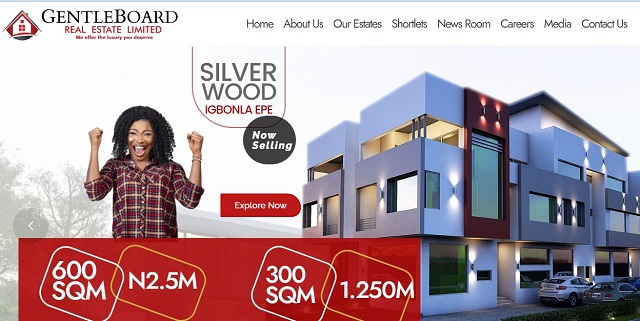 GENTLEBOARD
REAL ESTATE LIMITED
We offer the luxury you deserve
Home About Us Our Estates Shortlets News Room Careers Media Contact Us
SILVER
WOOD
IGBONLA EPE
Now
Selling
Explore Now
600
SQM
N2.5M
300
SQM
1.250M